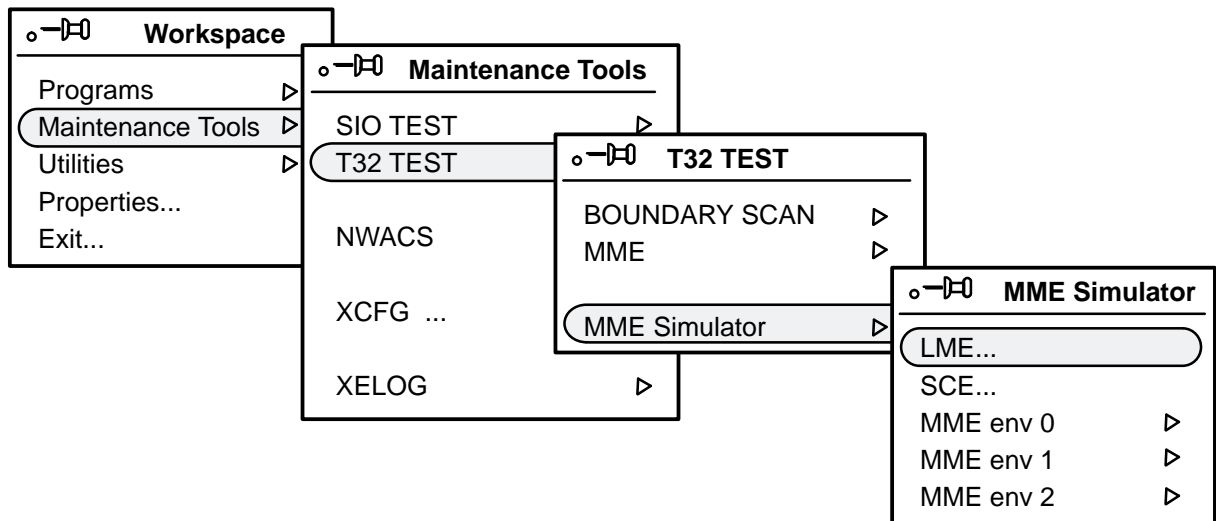 Workspace
Programs
Maintenance Tools
Utilities
Properties...
Exit...
Maintenance Tools
SIO TEST
T32 TEST
NWACS
XCFG ...
XELOG
T32 TEST
BOUNDARY SCAN
MME
MME Simulator
MME Simulator
LME...
SCE...
MME env 0
MME env 1
MME env 2